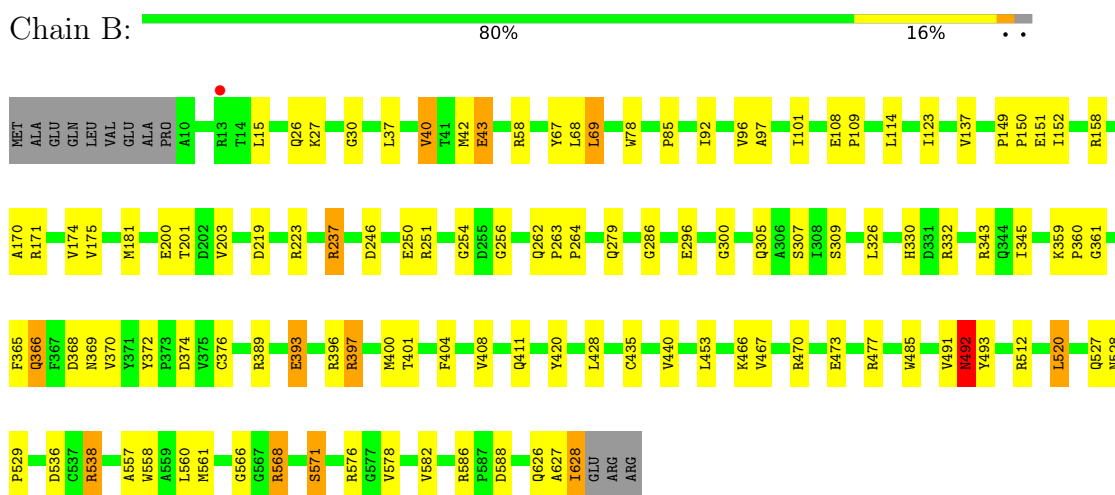 Chain B:
80% 16% • •
MET ALA GLU GLN LEU VAL GLU ALA PRO A10 R13 T14 L15 Q26 K27 G30 L37 V40 T41 M42 E43 R58 Y67 L68 L69 W78 P85 I92 V96 A97 I101 E108 P109 L114 I123 V137 P149 P150 E151 I152 R158
A170 R171 V174 V175 M181 E200 T201 D202 V203 D219 R223 R237 D246 E250 R251 G254 D255 G256 Q262 P263 P264 Q279 G286 E296 G300 Q305 A306 S307 I308 S309 L326 H330 D331 R332 R343 Q344 I345 K359 P360 G361
F365 Q366 F367 D368 N369 V370 Y371 Y372 P373 D374 V375 C376 R389 E393 R396 R397 M400 T401 F404 V408 Q411 Y420 L428 C435 V440 L453 K466 V467 R470 E473 R477 W485 V491 M492 Y493 R512 L520 Q527 N528
P529 D536 C537 R538 A557 W558 A559 L560 M561 G566 G567 R568 S571 R576 G577 V578 V582 R586 P587 D588 Q626 A627 I628 GLU ARG ARG